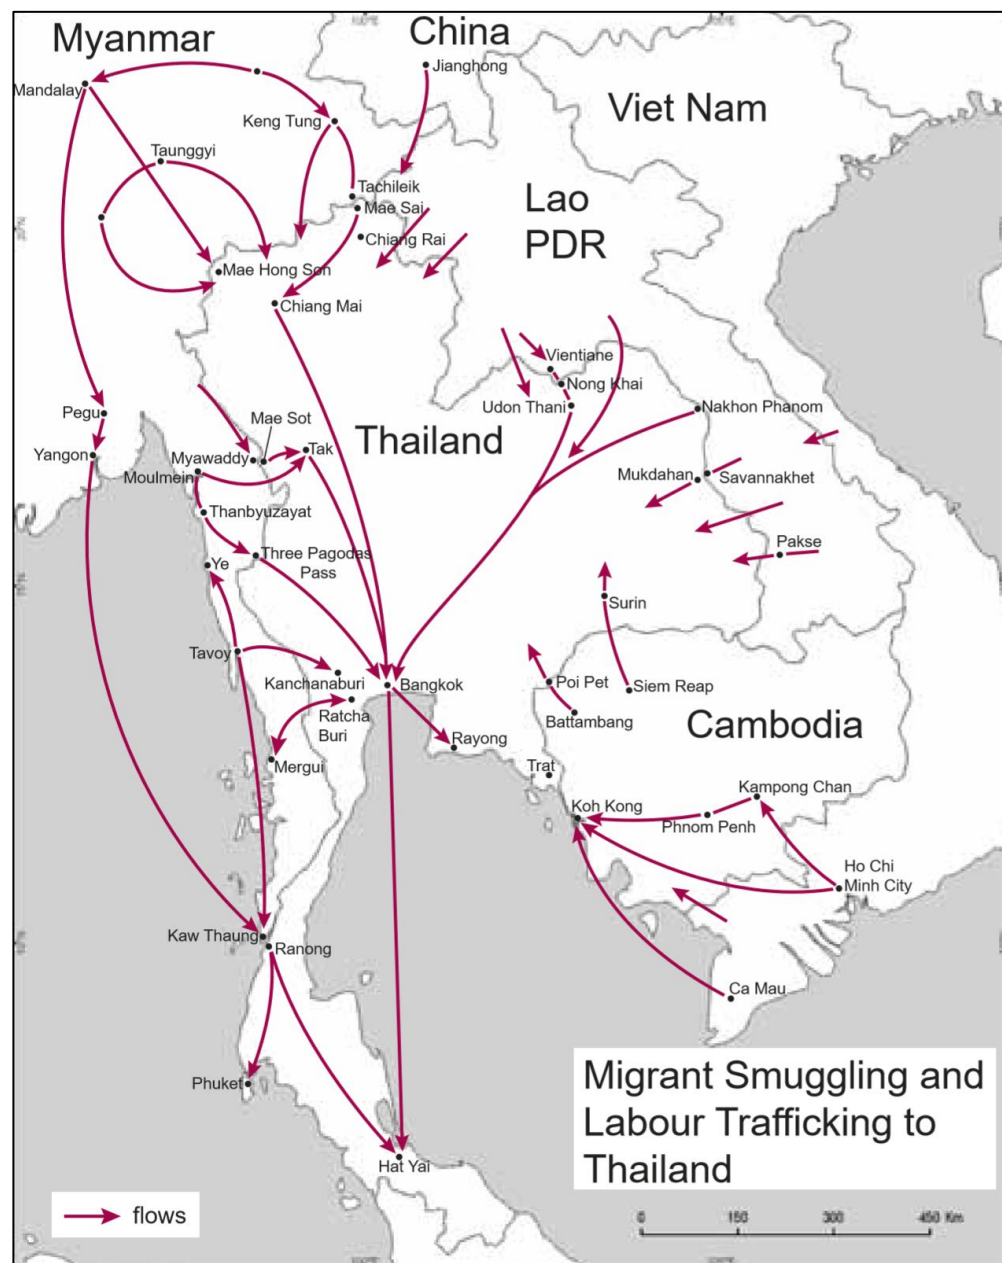 Myanmar
China
Jianghong
Mandalay
Viet Nam
Keng Tung
Taunggyi
Tachileik
Mae Sai
Lao
PDR
Chiang Rai
Mae Hong Son
Chiang Mai
Vientiane
Nong Khai
Udon Thani
Nakhon Phanom
Pegu
Mae Sot
Thailand
Tak
Yangon
Myawaddy
Moulmein
Mukdahan
Savannakhet
Thanbyuzayat
Three Pagodas
Pass
Pakse
Ye
Surin
Tavoy
Kanchanaburi
Bangkok
Poi Pet
Siem Reap
Ratcha
Buri
Battambang
Cambodia
Rayong
Mergui
Trat
Kampong Chan
Koh Kong
Phnom Penh
Ho Chi
Minh City
Kaw Thaung
Ranong
Ca Mau
Phuket
Migrant Smuggling and
Labour Trafficking to
Thailand
Hat Yai
flows
0 150 300 450 Km